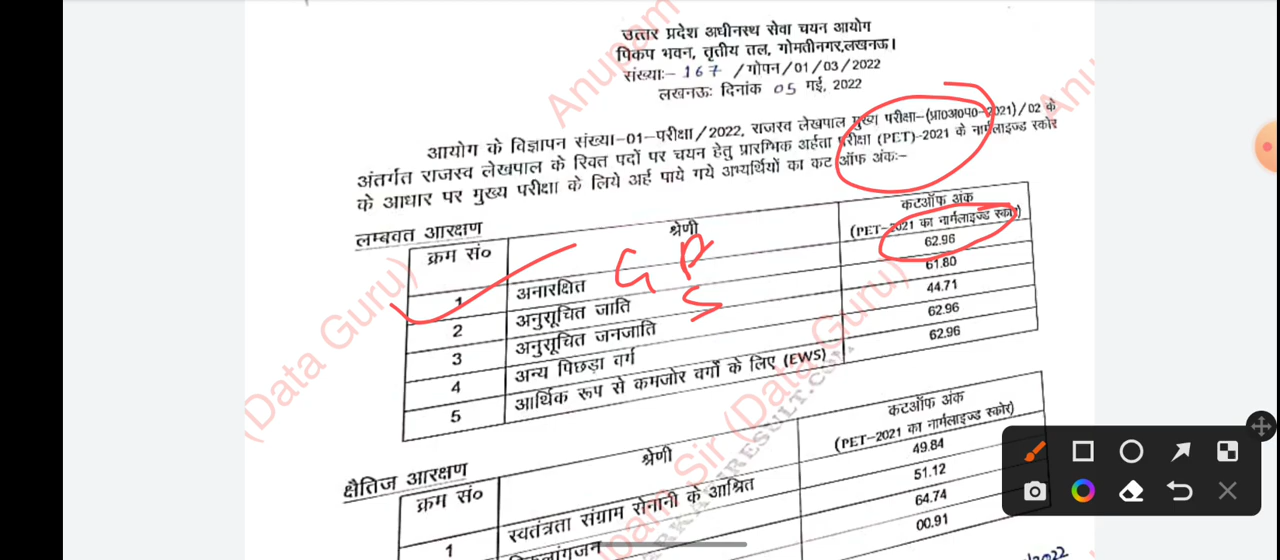 उत्तर प्रदेश अधीनस्थ सेवा चयन आयोग
पिकप भवन, तृतीय तल, गोमतीनगर,लखनऊ।
संख्याः- 167 /गोपन/01/03/2022
लखनऊः दिनांक 05 मई, 2022
आयोग के विज्ञापन संख्या-01-परीक्षा/2022, राजस्व लेखपाल मुख्य परीक्षा-(प्रा0अ0प0-2021)/02 के
अंतर्गत राजस्व लेखपाल के रिक्त पदों पर चयन हेतु प्रारम्भिक अर्हता परीक्षा (PET)-2021 के नार्मलाइज्ड स्कोर
के आधार पर मुख्य परीक्षा के लिये अर्ह पाये गये अभ्यर्थियों का कट ऑफ अंकः-
लम्बवत आरक्षण
क्रम सं० श्रेणी कटऑफ अंक
(PET-2021 का नार्मलाइज्ड स्कोर)
1 अनारक्षित 62.96
2 अनुसूचित जाति 61.80
3 अनुसूचित जनजाति 44.71
4 अन्य पिछड़ा वर्ग 62.96
5 आर्थिक रूप से कमजोर वर्गों के लिए (EWS) 62.96
क्षैतिज आरक्षण
क्रम सं० श्रेणी कटऑफ अंक
(PET-2021 का नार्मलाइज्ड स्कोर)
1 स्वतंत्रता संग्राम सेनानी के आश्रित 49.84
51.12
64.74
00.91
G
S
Anupam Sir (Data Guru)